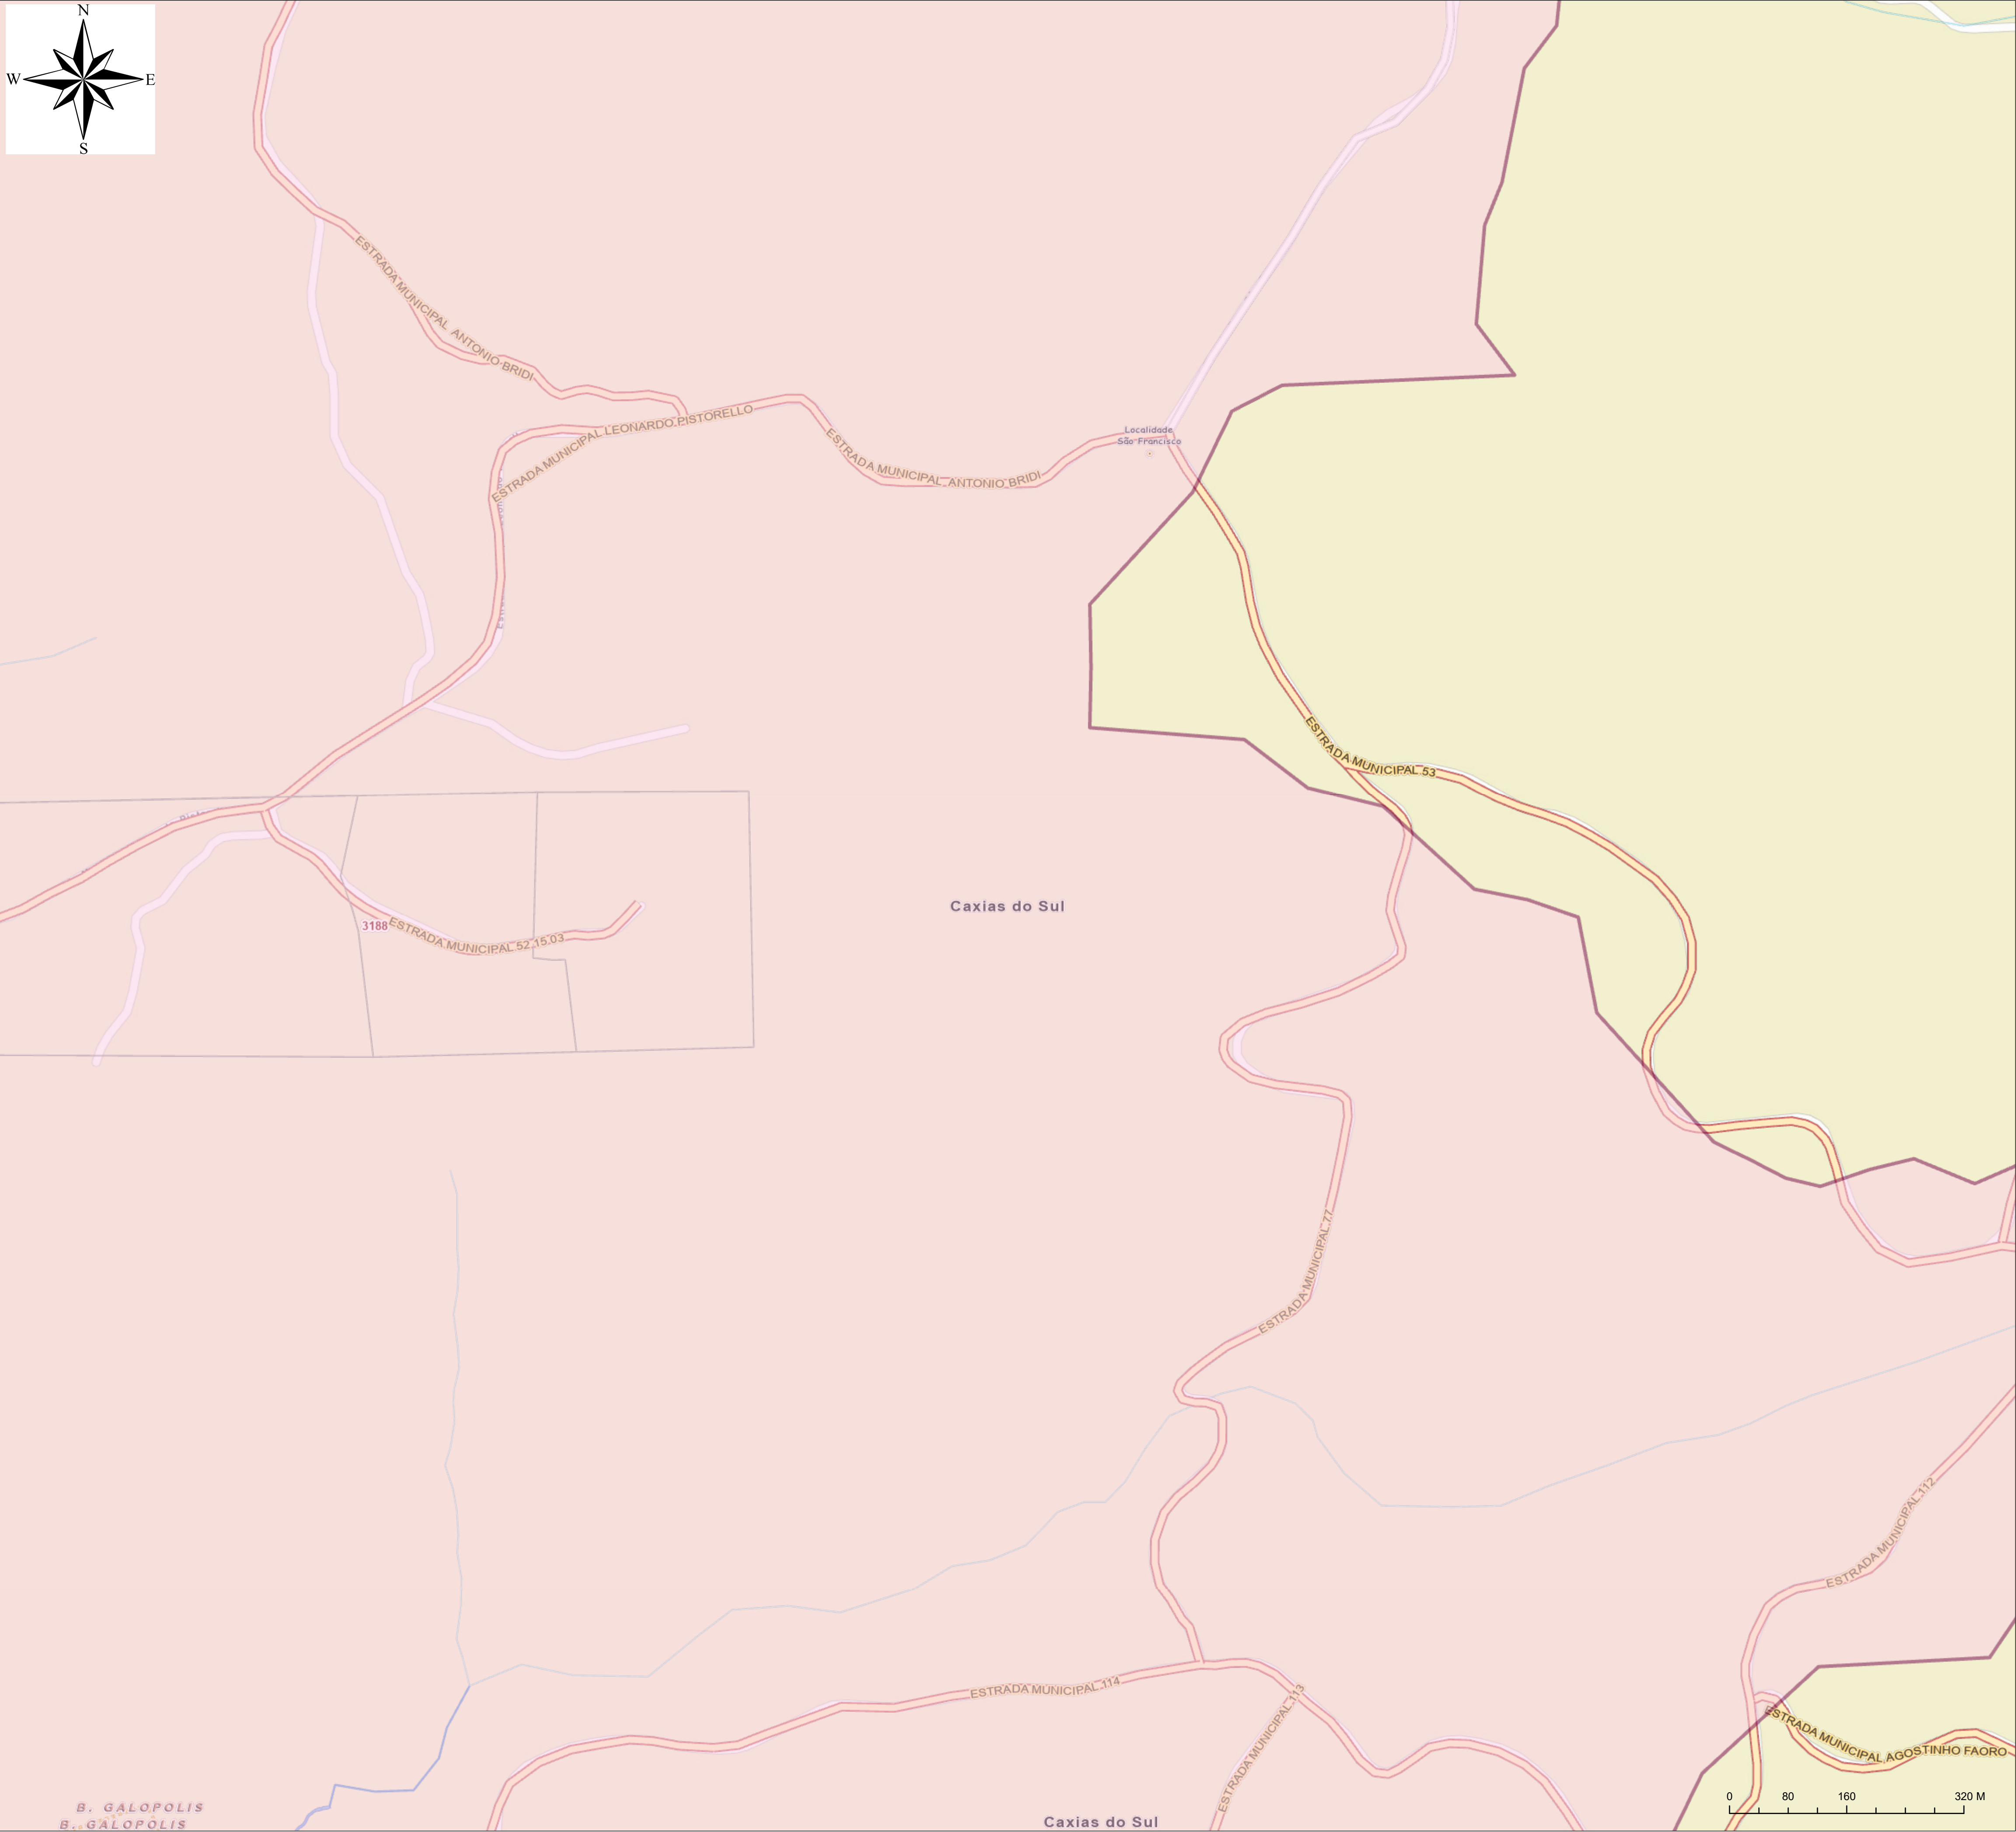 N
W E
S
ESTRADA MUNICIPAL ANTONIO BRIDI
ESTRADA MUNICIPAL LEONARDO PISTORELLO
ESTRADA MUNICIPAL ANTONIO BRIDI
Localidade
São Francisco
ESTRADA MUNICIPAL 53
3188
ESTRADA MUNICIPAL 52.15.03
Caxias do Sul
ESTRADA MUNICIPAL 77
ESTRADA MUNICIPAL 112
ESTRADA MUNICIPAL 114
ESTRADA MUNICIPAL 113
ESTRADA MUNICIPAL AGOSTINHO FAORO
0 80 160 320 M
B. GALOPOLIS
B. GALOPOLIS
Caxias do Sul